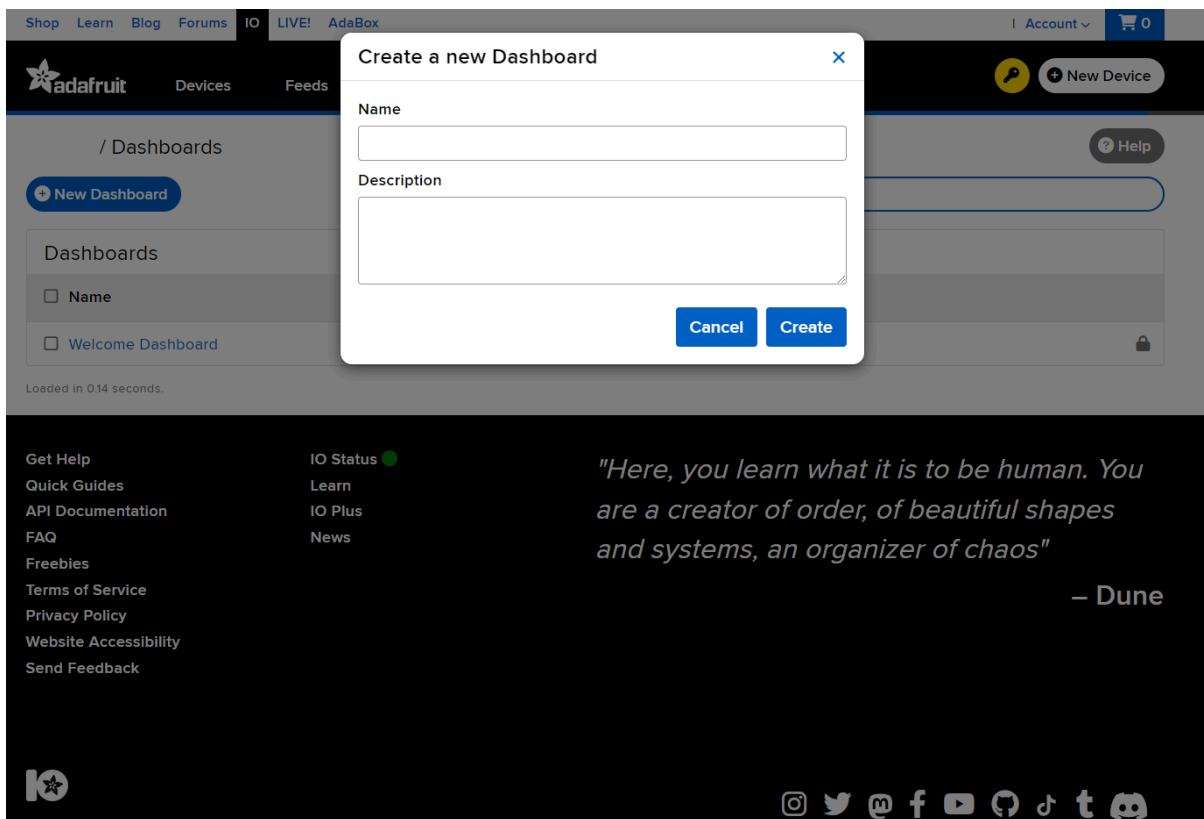 Shop Learn Blog Forums IO LIVE! AdaBox
Account
0
adafruit
Devices
Feeds
New Device
/ Dashboards
Help
New Dashboard
Dashboards
Name
Welcome Dashboard
Loaded in 0.14 seconds.
Create a new Dashboard
Name
Description
Cancel
Create
Get Help
Quick Guides
API Documentation
FAQ
Freebies
Terms of Service
Privacy Policy
Website Accessibility
Send Feedback
IO Status
Learn
IO Plus
News
"Here, you learn what it is to be human. You
are a creator of order, of beautiful shapes
and systems, an organizer of chaos"
– Dune